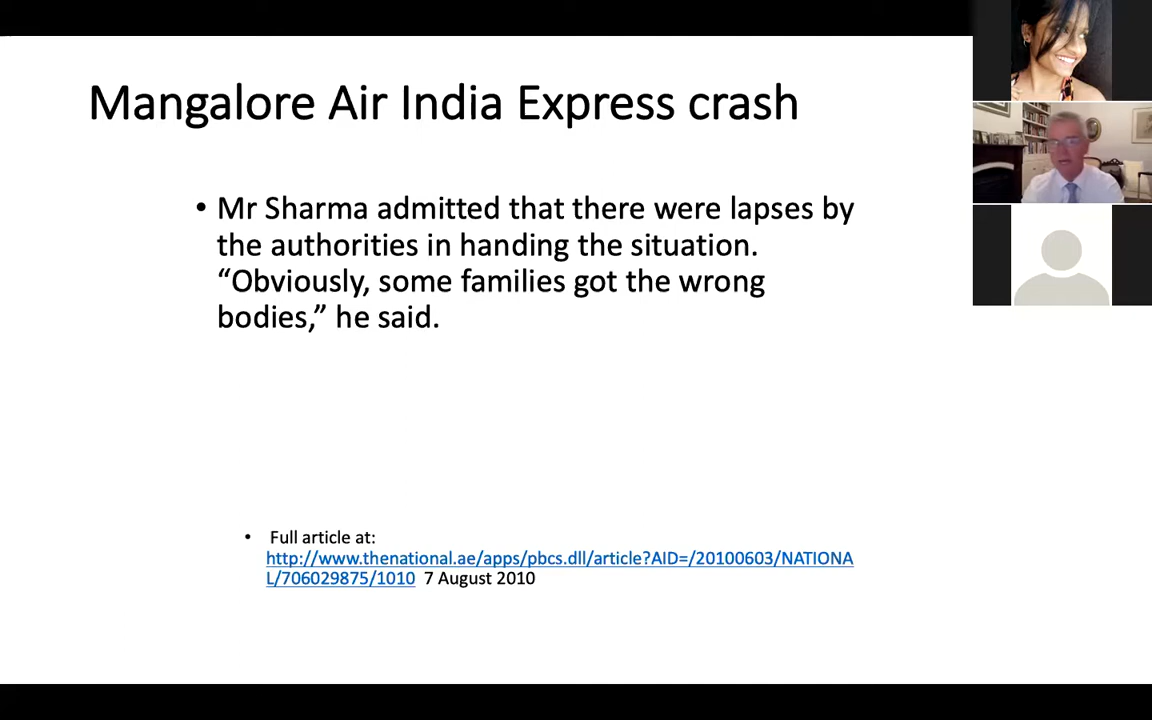 Mangalore Air India Express crash
• Mr Sharma admitted that there were lapses by
the authorities in handing the situation.
“Obviously, some families got the wrong
bodies,” he said.
• Full article at:
http://www.thenational.ae/apps/pbcs.dll/article?AID=/20100603/NATIONA
L/706029875/1010 7 August 2010